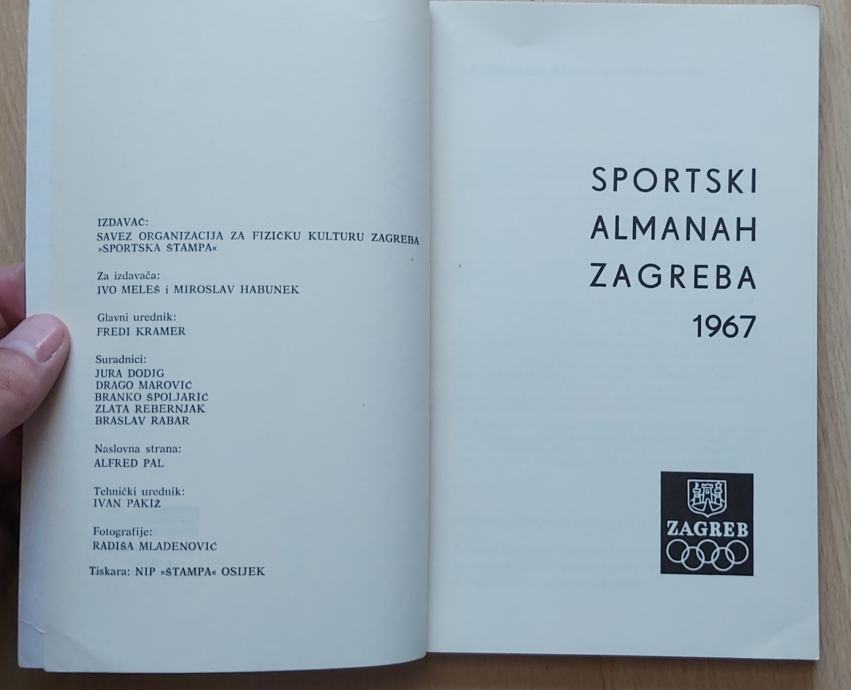 IZDAVAČ:
SAVEZ ORGANIZACIJA ZA FIZIČKU KULTURU ZAGREBA
»SPORTSKA ŠTAMPA«
Za izdavača:
IVO MELEŠ i MIROSLAV HABUNEK
Glavni urednik:
FREDI KRAMER
Suradnici:
JURA DODIG
DRAGO MAROVIĆ
BRANKO ŠPOLJARIĆ
ZLATA REBERNJAK
BRASLAV RABAR
Naslovna strana:
ALFRED PAL
Tehnički urednik:
IVAN PAKIŽ
Fotografije:
RADIŠA MLADENOVIĆ
Tiskara: NIP »ŠTAMPA« OSIJEK
SPORTSKI
ALMANAH
ZAGREBA
1967
ZAGREB